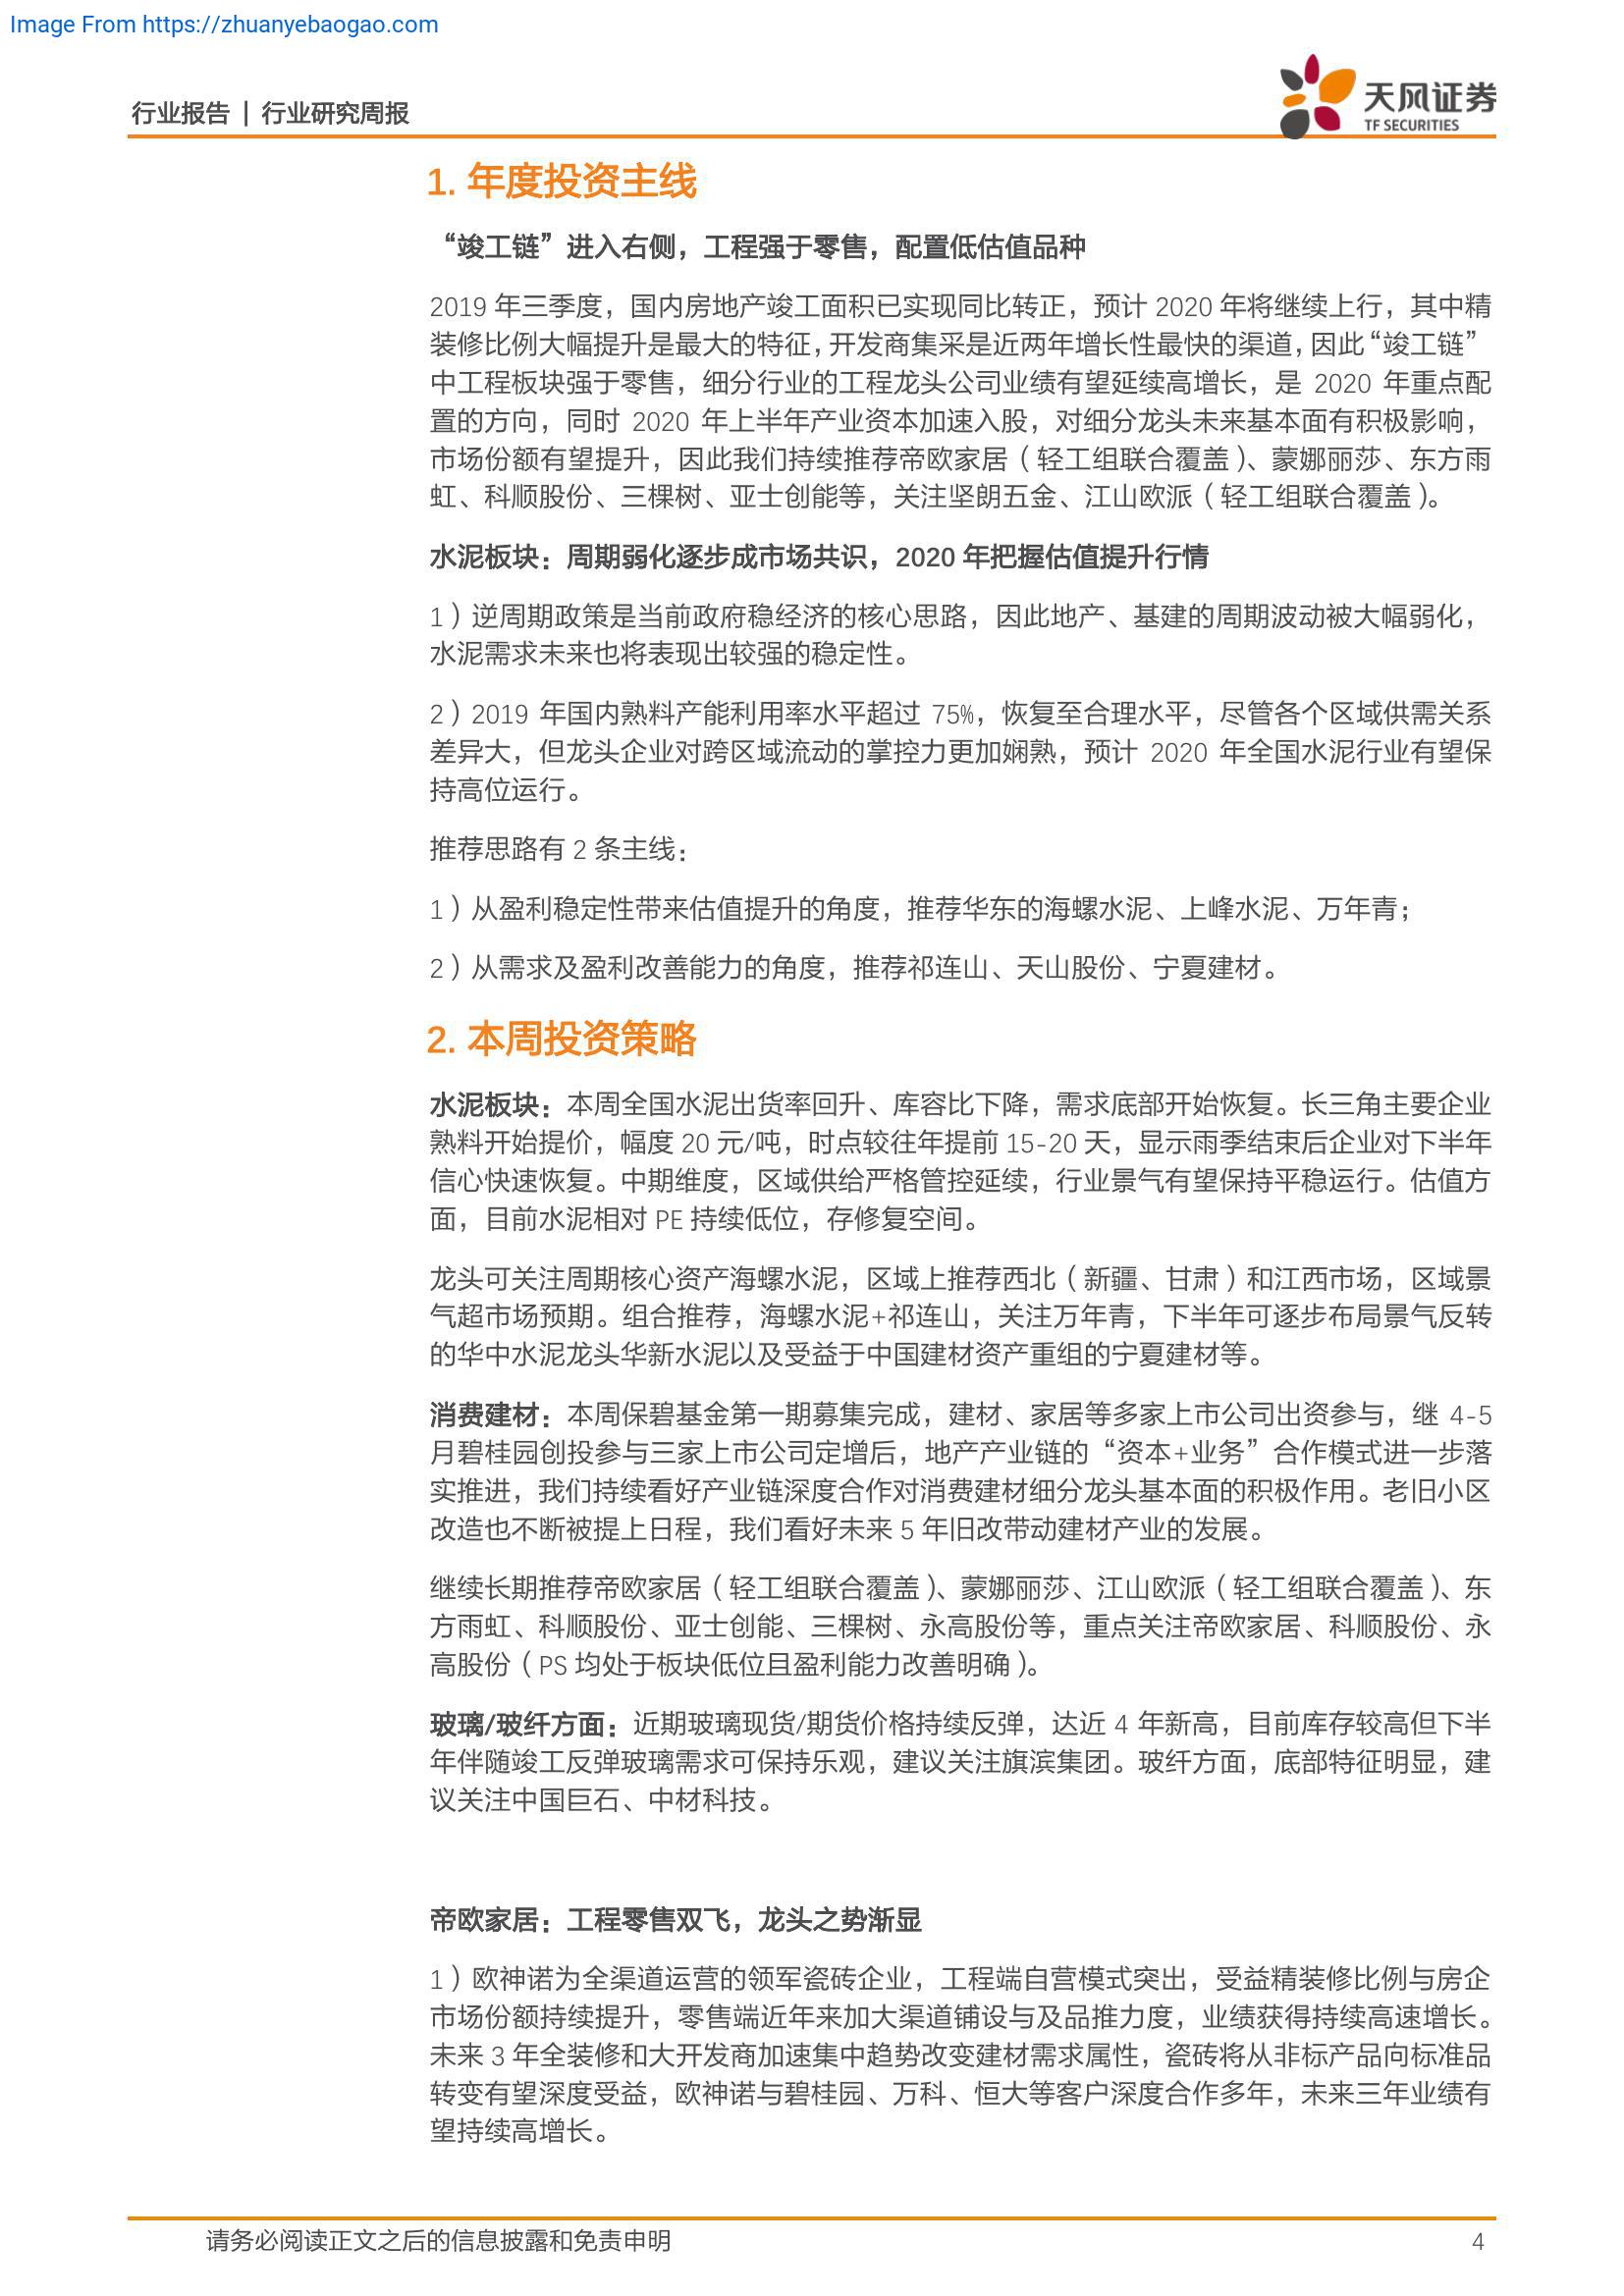 Image From https://zhuanyebaogao.com
行业报告 | 行业研究周报
天风证券
TF SECURITIES
1. 年度投资主线
“竣工链”进入右侧，工程强于零售，配置低估值品种
2019 年三季度，国内房地产竣工面积已实现同比转正，预计 2020 年将继续上行，其中精
装修比例大幅提升是最大的特征，开发商集采是近两年增长性最快的渠道，因此“竣工链”
中工程板块强于零售，细分行业的工程龙头公司业绩有望延续高增长，是 2020 年重点配
置的方向，同时 2020 年上半年产业资本加速入股，对细分龙头未来基本面有积极影响，
市场份额有望提升，因此我们持续推荐帝欧家居（轻工组联合覆盖）、蒙娜丽莎、东方雨
虹、科顺股份、三棵树、亚士创能等，关注坚朗五金、江山欧派（轻工组联合覆盖）。
水泥板块：周期弱化逐步成市场共识，2020 年把握估值提升行情
1）逆周期政策是当前政府稳经济的核心思路，因此地产、基建的周期波动被大幅弱化，
水泥需求未来也将表现出较强的稳定性。
2）2019 年国内熟料产能利用率水平超过 75%，恢复至合理水平，尽管各个区域供需关系
差异大，但龙头企业对跨区域流动的掌控力更加娴熟，预计 2020 年全国水泥行业有望保
持高位运行。
推荐思路有 2 条主线：
1）从盈利稳定性带来估值提升的角度，推荐华东的海螺水泥、上峰水泥、万年青；
2）从需求及盈利改善能力的角度，推荐祁连山、天山股份、宁夏建材。
2. 本周投资策略
水泥板块：本周全国水泥出货率回升、库容比下降，需求底部开始恢复。长三角主要企业
熟料开始提价，幅度 20 元/吨，时点较往年提前 15-20 天，显示雨季结束后企业对下半年
信心快速恢复。中期维度，区域供给严格管控延续，行业景气有望保持平稳运行。估值方
面，目前水泥相对 PE 持续低位，存修复空间。
龙头可关注周期核心资产海螺水泥，区域上推荐西北（新疆、甘肃）和江西市场，区域景
气超市场预期。组合推荐，海螺水泥+祁连山，关注万年青，下半年可逐步布局景气反转
的华中水泥龙头华新水泥以及受益于中国建材资产重组的宁夏建材等。
消费建材：本周保碧基金第一期募集完成，建材、家居等多家上市公司出资参与，继 4-5
月碧桂园创投参与三家上市公司定增后，地产产业链的“资本+业务”合作模式进一步落
实推进，我们持续看好产业链深度合作对消费建材细分龙头基本面的积极作用。老旧小区
改造也不断被提上日程，我们看好未来 5 年旧改带动建材产业的发展。
继续长期推荐帝欧家居（轻工组联合覆盖）、蒙娜丽莎、江山欧派（轻工组联合覆盖）、东
方雨虹、科顺股份、亚士创能、三棵树、永高股份等，重点关注帝欧家居、科顺股份、永
高股份（PS 均处于板块低位且盈利能力改善明确）。
玻璃/玻纤方面：近期玻璃现货/期货价格持续反弹，达近 4 年新高，目前库存较高但下半
年伴随竣工反弹玻璃需求可保持乐观，建议关注旗滨集团。玻纤方面，底部特征明显，建
议关注中国巨石、中材科技。
帝欧家居：工程零售双飞，龙头之势渐显
1）欧神诺为全渠道运营的领军瓷砖企业，工程端自营模式突出，受益精装修比例与房企
市场份额持续提升，零售端近年来加大渠道铺设与及品推力度，业绩获得持续高速增长。
未来 3 年全装修和大开发商加速集中趋势改变建材需求属性，瓷砖将从非标产品向标准品
转变有望深度受益，欧神诺与碧桂园、万科、恒大等客户深度合作多年，未来三年业绩有
望持续高增长。
请务必阅读正文之后的信息披露和免责申明
4